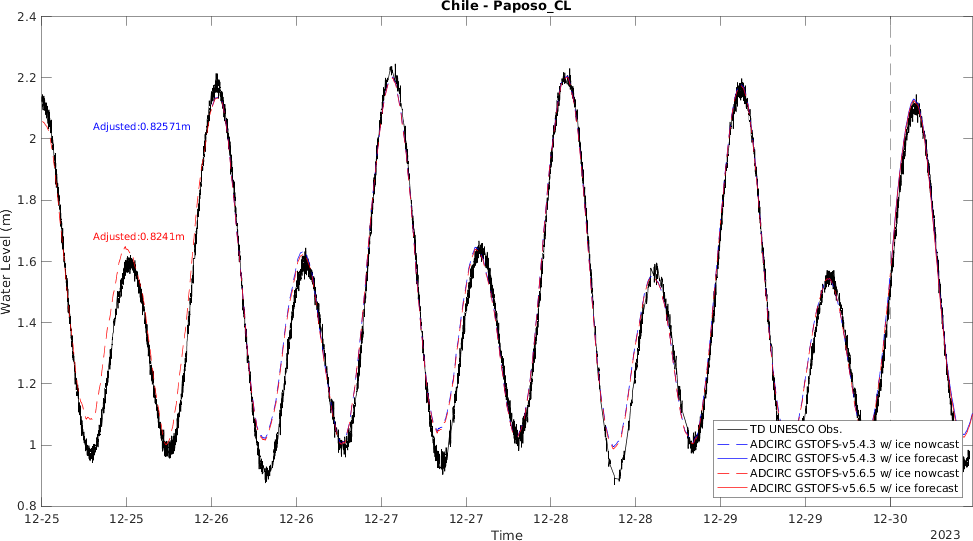 Chile - Paposo_CL
2.4
2.2
2
1.8
1.6
1.4
1.2
1
0.8
Water Level (m)
Adjusted:0.82571m
Adjusted:0.8241m
TD UNESCO Obs.
ADCIRC GSTOFS-v5.4.3 w/ ice nowcast
ADCIRC GSTOFS-v5.4.3 w/ ice forecast
ADCIRC GSTOFS-v5.6.5 w/ ice nowcast
ADCIRC GSTOFS-v5.6.5 w/ ice forecast
12-25 12-25 12-26 12-26 12-27 12-27 12-28 12-28 12-29 12-29 12-30
Time
2023